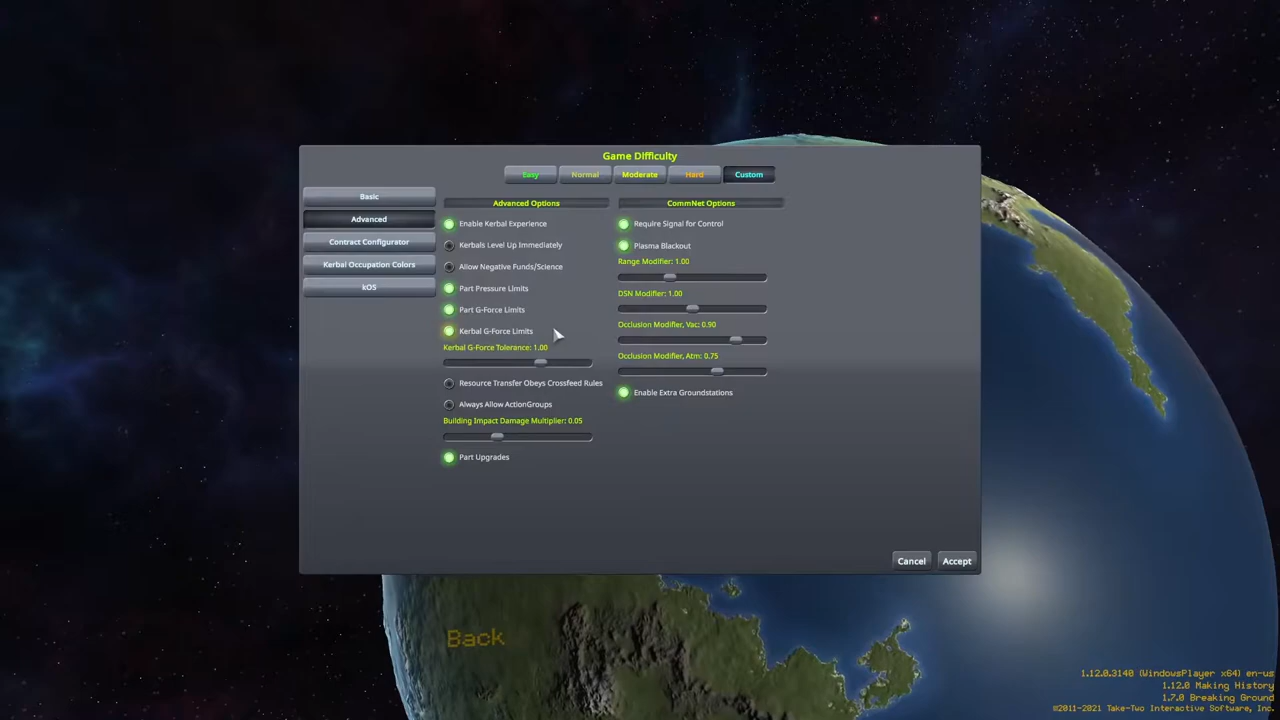 Game Difficulty
Easy
Normal
Moderate
Hard
Custom
Basic
Advanced
Contract Configurator
Kerbal Occupation Colors
kOS
Advanced Options
Enable Kerbal Experience
Kerbals Level Up Immediately
Allow Negative Funds/Science
Part Pressure Limits
Part G-Force Limits
Kerbal G-Force Limits
Kerbal G-Force Tolerance: 1.00
Resource Transfer Obeys Crossfeed Rules
Always Allow ActionGroups
Building Impact Damage Multiplier: 0.05
Part Upgrades
CommNet Options
Require Signal for Control
Plasma Blackout
Range Modifier: 1.00
DSN Modifier: 1.00
Occlusion Modifier, Vac: 0.90
Occlusion Modifier, Atm: 0.75
Enable Extra Groundstations
Cancel
Accept
Back
1.12.0.3140 (WindowsPlayer x64) en-us
1.12.0 Making History
1.7.0 Breaking Ground
©2011-2021 Take-Two Interactive Software, Inc.